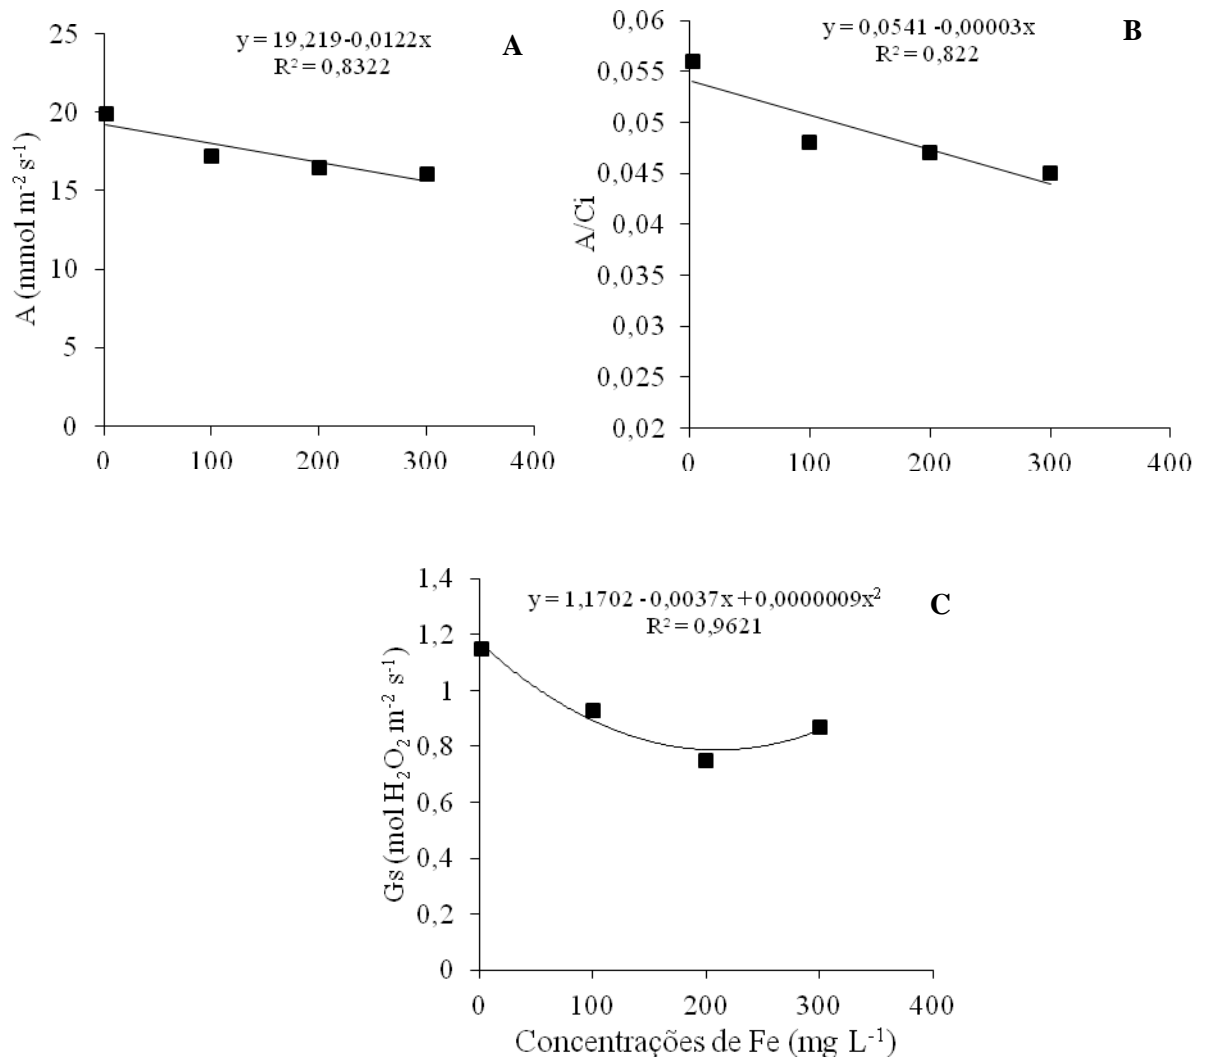 y = 19,219-0,0122x
R² = 0,8322
A
25
20
15
10
5
0
A (mmol m⁻² s⁻¹)
0 100 200 300 400
y = 0,0541 -0,00003x
R² = 0,822
B
0,06
0,055
0,05
0,045
0,04
0,035
0,03
0,025
0,02
A/Ci
0 100 200 300 400
y = 1,1702 - 0,0037x + 0,0000009x²
R² = 0,9621
C
1,4
1,2
1
0,8
0,6
0,4
0,2
0
Gs (mol H₂O₂ m⁻² s⁻¹)
0 100 200 300 400
Concentrações de Fe (mg L⁻¹)